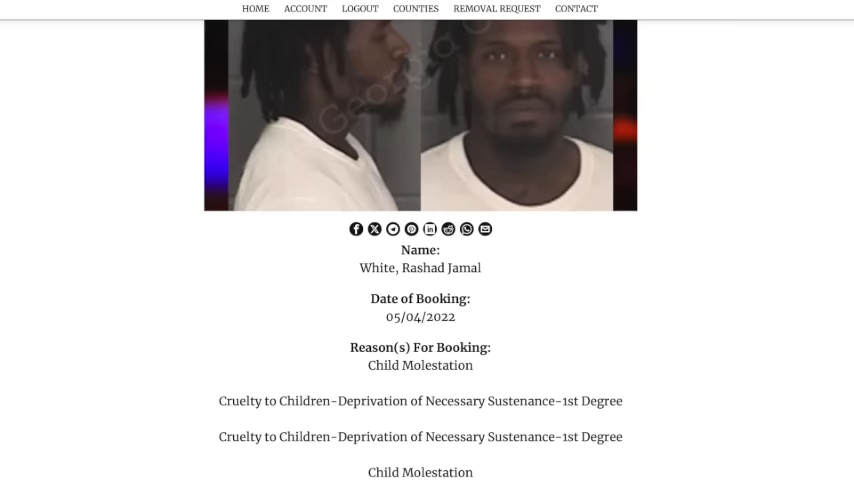 HOME ACCOUNT LOGOUT COUNTIES REMOVAL REQUEST CONTACT
Georgia
Name:
White, Rashad Jamal
Date of Booking:
05/04/2022
Reason(s) For Booking:
Child Molestation
Cruelty to Children-Deprivation of Necessary Sustenance-1st Degree
Cruelty to Children-Deprivation of Necessary Sustenance-1st Degree
Child Molestation